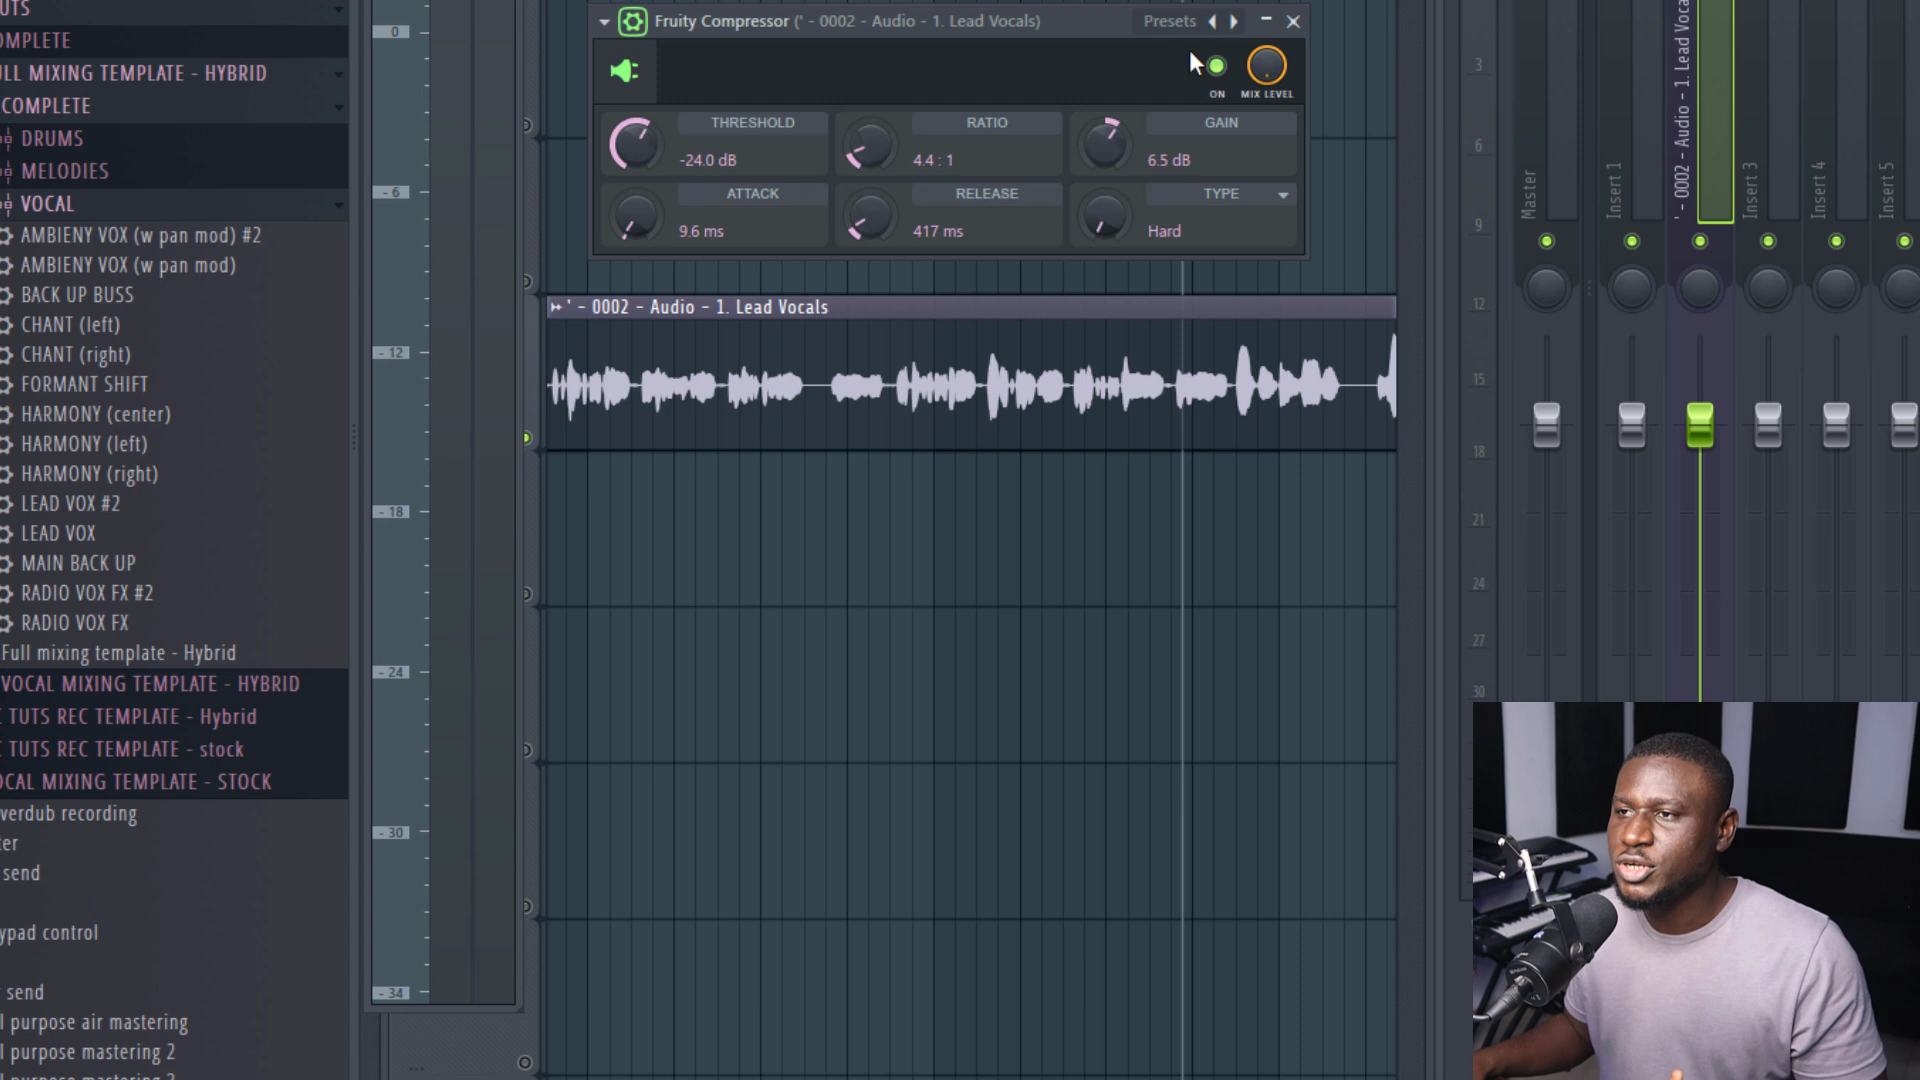 UTS
OMPLETE
ULL MIXING TEMPLATE - HYBRID
COMPLETE
DRUMS
MELODIES
VOCAL
AMBIENY VOX (w pan mod) #2
AMBIENY VOX (w pan mod)
BACK UP BUSS
CHANT (left)
CHANT (right)
FORMANT SHIFT
HARMONY (center)
HARMONY (left)
HARMONY (right)
LEAD VOX #2
LEAD VOX
MAIN BACK UP
RADIO VOX FX #2
RADIO VOX FX
Full mixing template - Hybrid
VOCAL MIXING TEMPLATE - HYBRID
C TUTS REC TEMPLATE - Hybrid
C TUTS REC TEMPLATE - stock
OCAL MIXING TEMPLATE - STOCK
verdub recording
ter
send
ypad control
send
l purpose air mastering
l purpose mastering 2
l purpose mastering 2
0
- 6
- 12
- 18
- 24
- 30
- 34
Fruity Compressor (' - 0002 - Audio - 1. Lead Vocals)
Presets
ON
MIX LEVEL
THRESHOLD
-24.0 dB
RATIO
4.4 : 1
GAIN
6.5 dB
ATTACK
9.6 ms
RELEASE
417 ms
TYPE
Hard
' - 0002 - Audio - 1. Lead Vocals
3
6
9
12
15
18
21
24
27
30
Master
Insert 1
' - 0002 - Audio - 1. Lead Voca
Insert 3
Insert 4
Insert 5